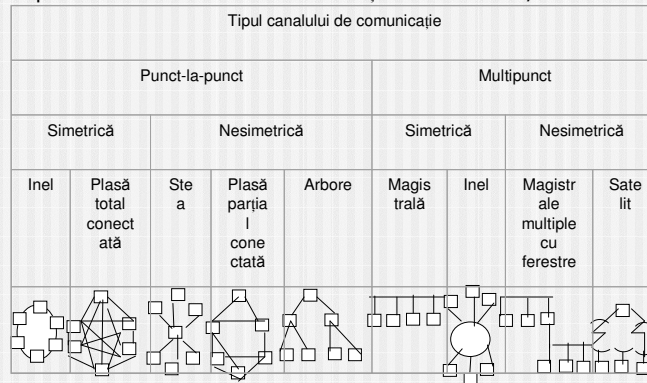 Tipul canalului de comunicație
Punct-la-punct
Multipunct
Simetrică
Nesimetrică
Simetrică
Nesimetrică
Inel
Plasă
total
conect
ată
Ste
a
Plasă
parția
l
cone
ctată
Arbore
Magis
trală
Inel
Magistr
ale
multiple
cu
ferestre
Sate
lit